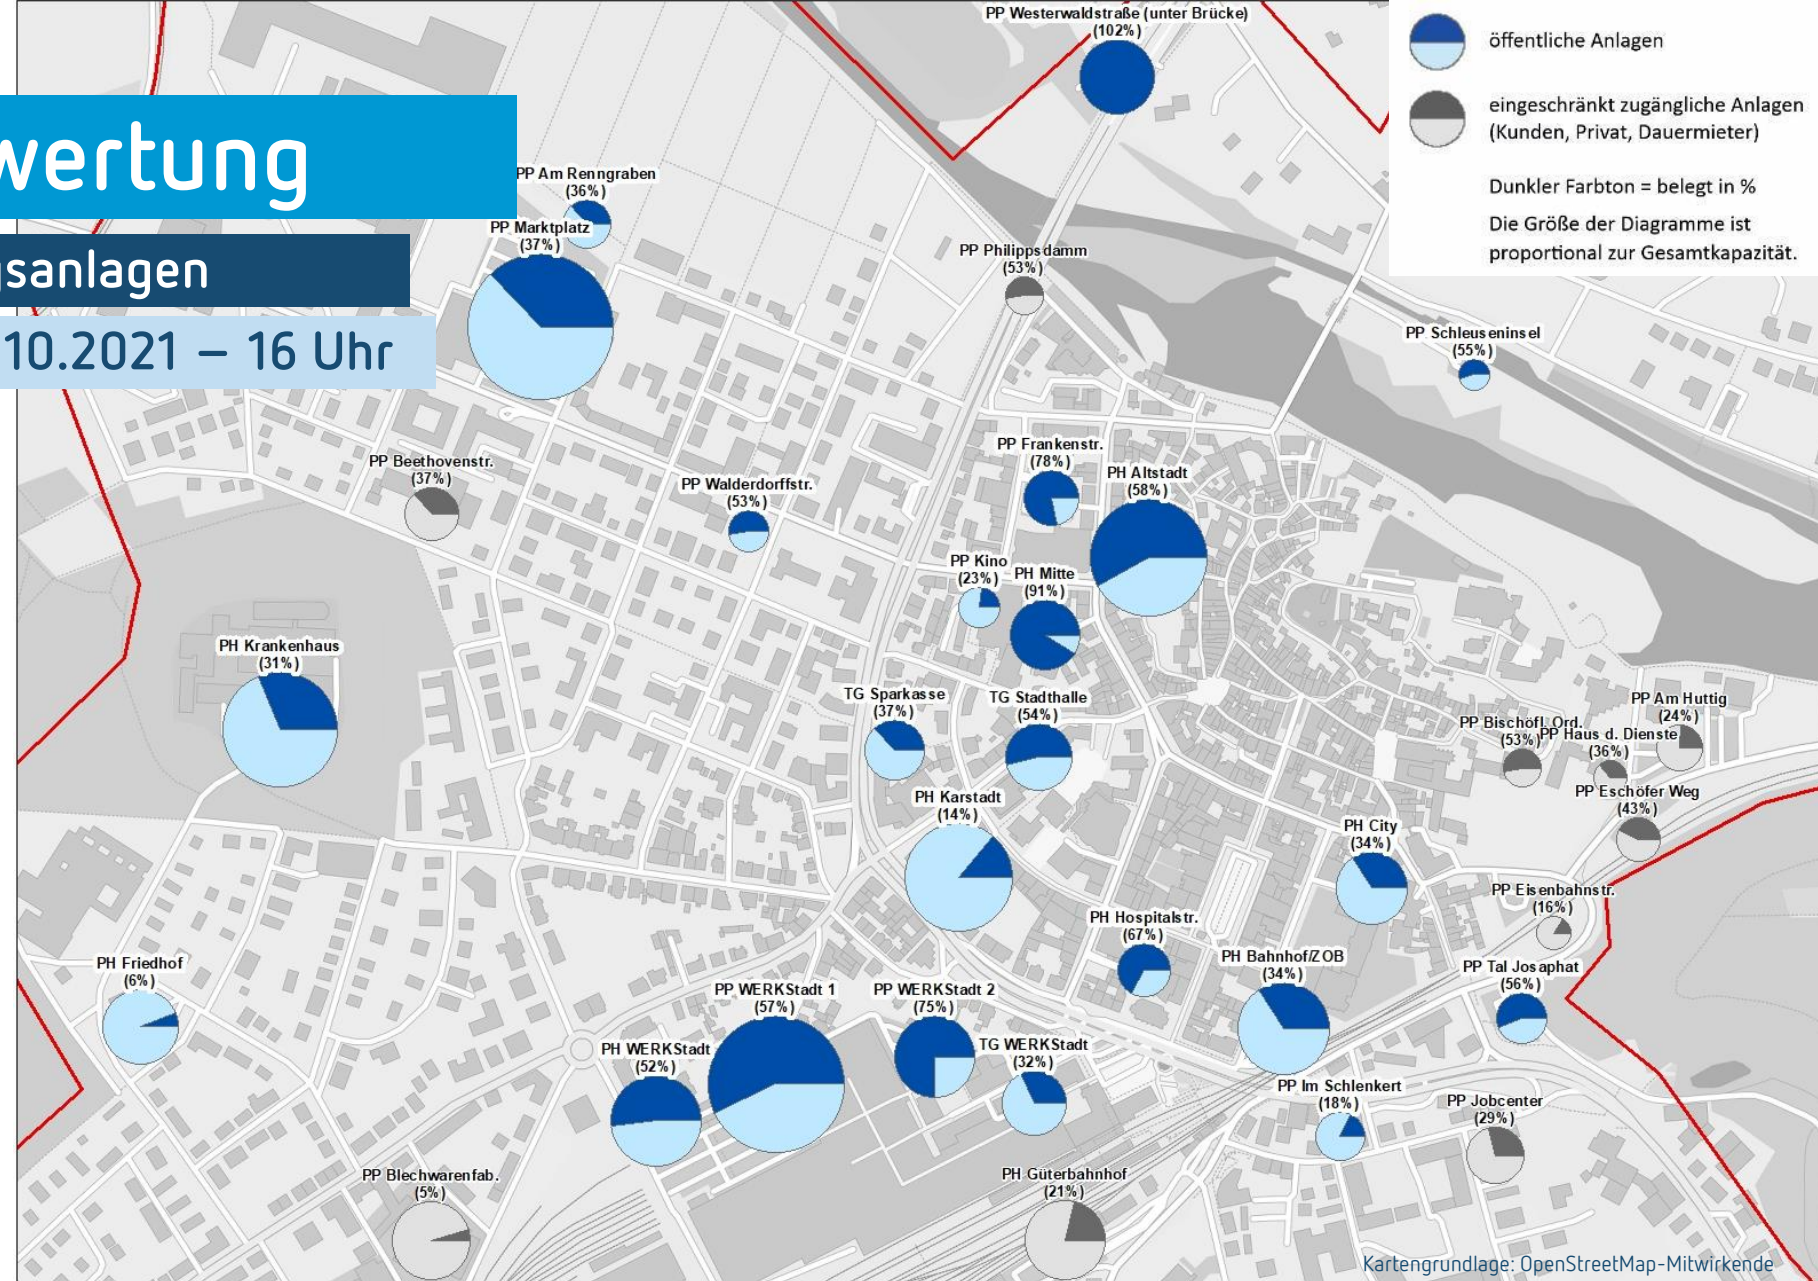 wertung
gsanlagen
10.2021 – 16 Uhr
öffentliche Anlagen
eingeschränkt zugängliche Anlagen
(Kunden, Privat, Dauermieter)
Dunkler Farbton = belegt in %
Die Größe der Diagramme ist
proportional zur Gesamtkapazität.
PP Westerwaldstraße (unter Brücke)
(102%)
PP Am Renngraben
(36%)
PP Marktplatz
(37%)
PP Philippsdamm
(53%)
PP Schleuseninsel
(55%)
PP Beethovenstr.
(37%)
PP Walderdorffstr.
(53%)
PP Frankenstr.
(78%)
PH Altstadt
(58%)
PP Kino
(23%)
PH Mitte
(91%)
PH Krankenhaus
(31%)
TG Sparkasse
(37%)
TG Stadthalle
(54%)
PP Am Huttig
(24%)
PP Bischöfl. Ord.
(53%)
PP Haus d. Dienste
(36%)
PP Eschöfer Weg
(43%)
PH Karstadt
(14%)
PH City
(34%)
PP Eisenbahnstr.
(16%)
PH Hospitalstr.
(67%)
PH Bahnhof/ZOB
(34%)
PP Tal Josaphat
(56%)
PH Friedhof
(6%)
PP WERKStadt 1
(57%)
PP WERKStadt 2
(75%)
PH WERKStadt
(52%)
TG WERKStadt
(32%)
PP Im Schlenkert
(18%)
PP Jobcenter
(29%)
PP Blechwarenfab.
(5%)
PH Güterbahnhof
(21%)
Kartengrundlage: OpenStreetMap-Mitwirkende